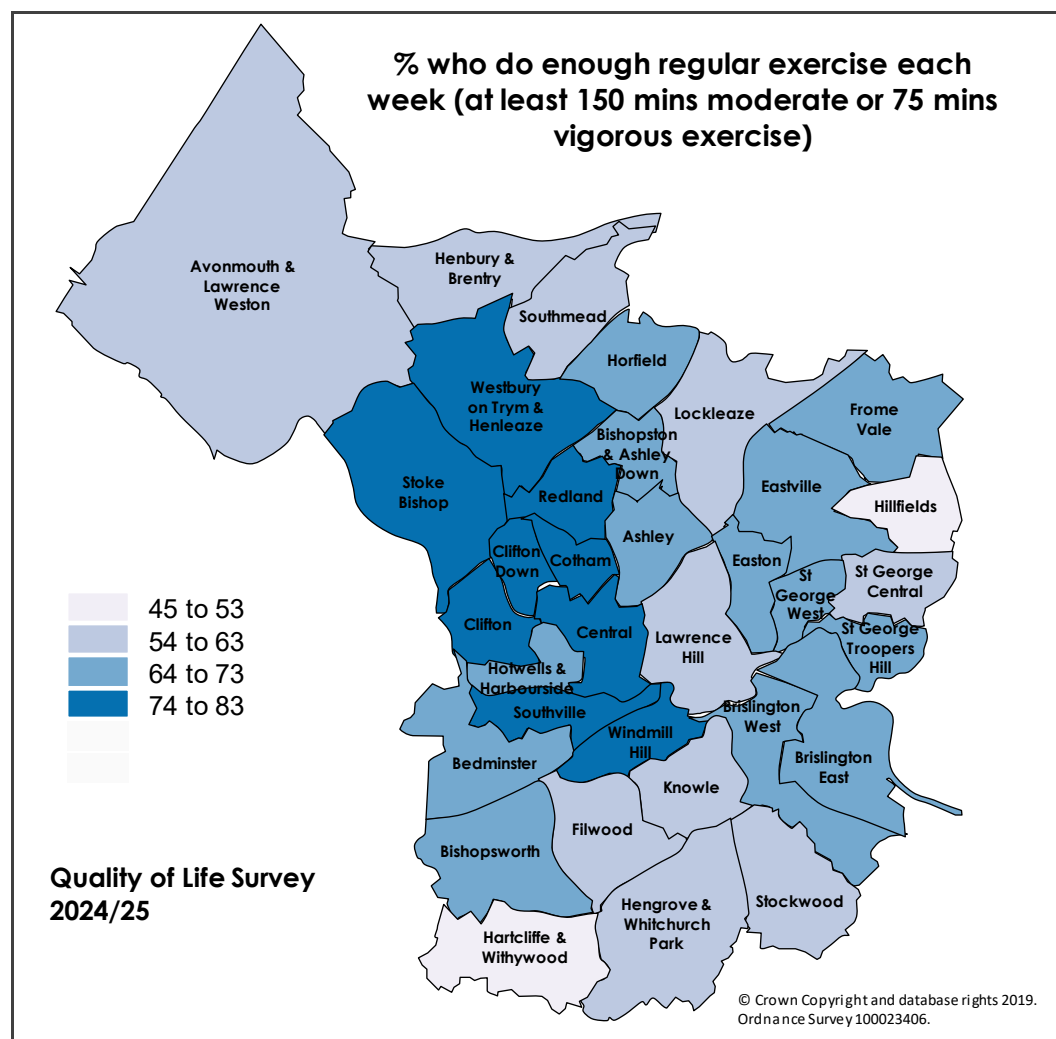 % who do enough regular exercise each
week (at least 150 mins moderate or 75 mins
vigorous exercise)
Avonmouth &
Lawrence
Weston
Henbury &
Brentry
Southmead
Horfield
Westbury
on Trym &
Henleaze
Lockleaze
Frome
Vale
Bishopston
& Ashley
Down
Stoke
Bishop
Redland
Eastville
Hillfields
Ashley
Clifton
Down
Cotham
Easton
St
George
West
St George
Central
Clifton
Central
Lawrence
Hill
St George
Troopers
Hill
Hotwells &
Harbourside
Southville
Windmill
Hill
Brislington
West
Brislington
East
Bedminster
Knowle
Filwood
Bishopsworth
Hengrove &
Whitchurch
Park
Stockwood
Hartcliffe &
Withywood
45 to 53
54 to 63
64 to 73
74 to 83
Quality of Life Survey
2024/25
© Crown Copyright and database rights 2019.
Ordnance Survey 100023406.